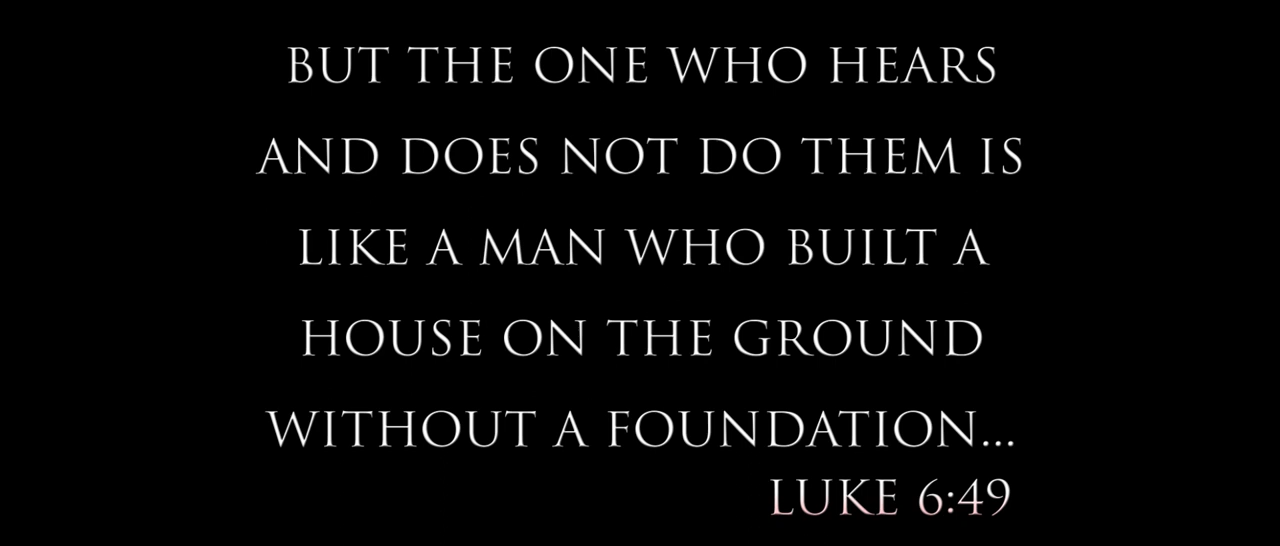 BUT THE ONE WHO HEARS
AND DOES NOT DO THEM IS
LIKE A MAN WHO BUILT A
HOUSE ON THE GROUND
WITHOUT A FOUNDATION...
LUKE 6:49